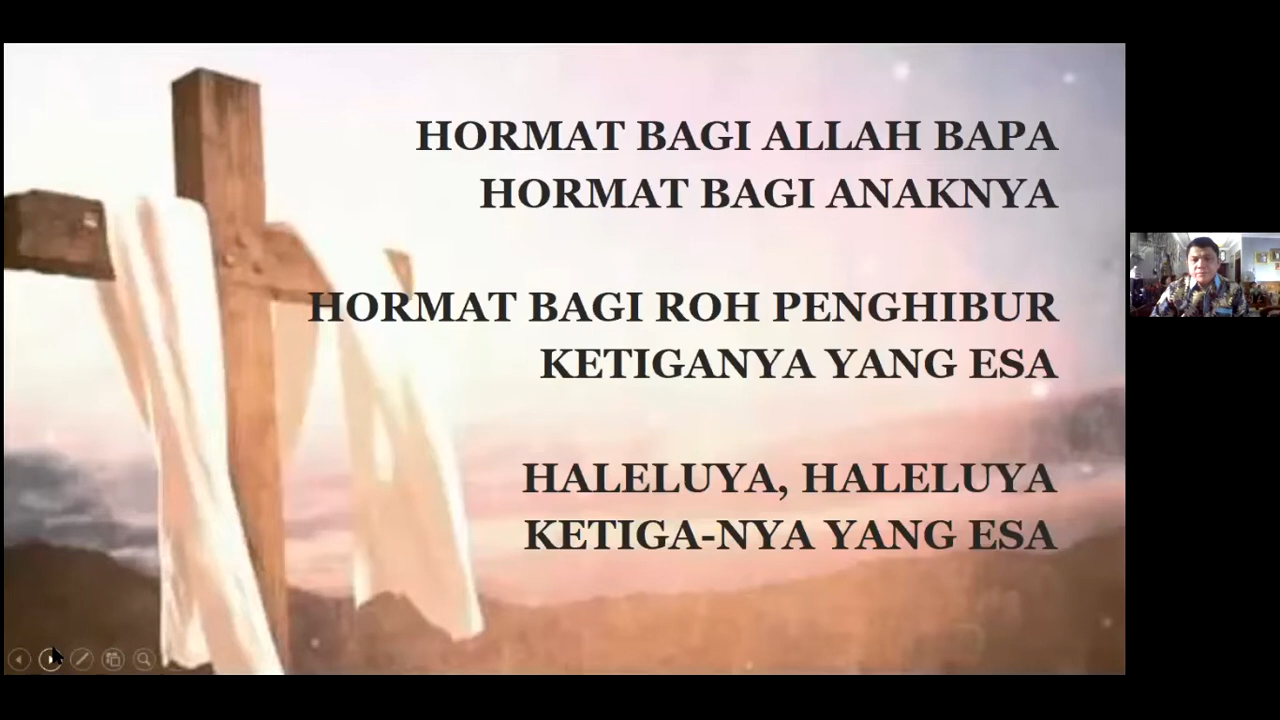 HORMAT BAGI ALLAH BAPA
HORMAT BAGI ANAKNYA
HORMAT BAGI ROH PENGHIBUR
KETIGANYA YANG ESA
HALELUYA, HALELUYA
KETIGA-NYA YANG ESA